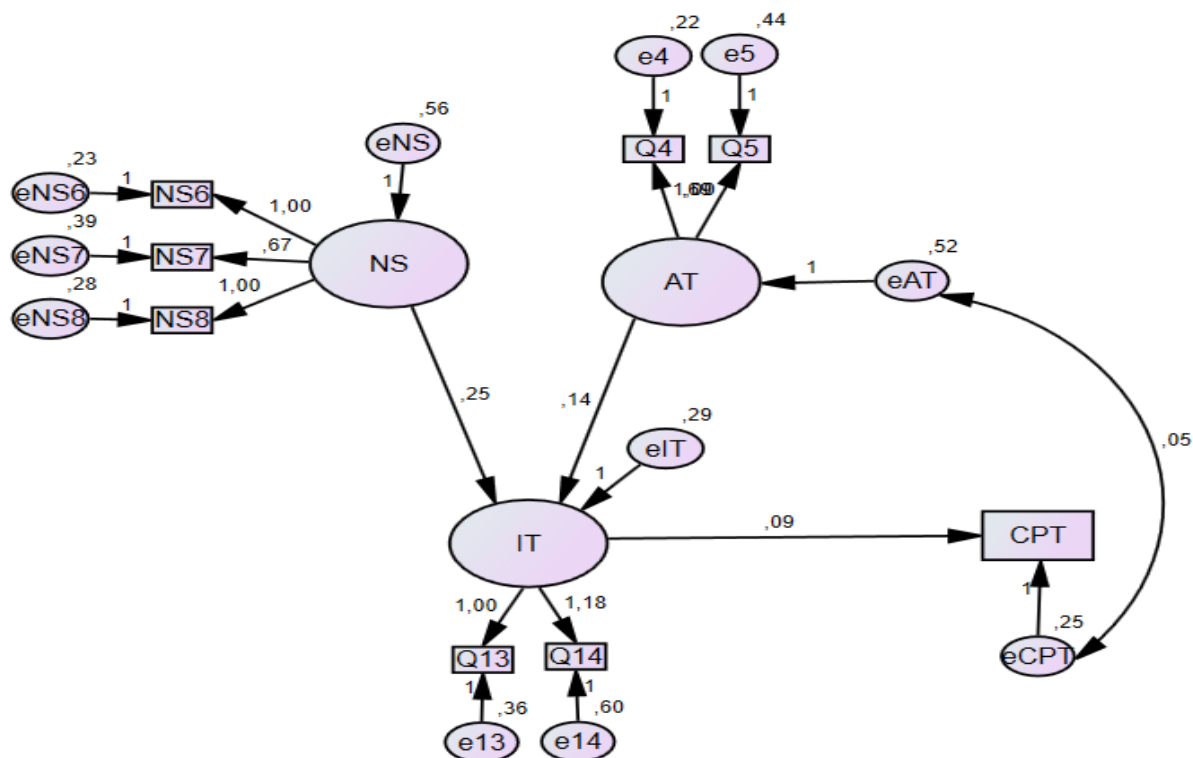 ,22
,44
e4
e5
1
1
,56
eNS
Q4
Q5
,23
eNS6
1
NS6
1
1,00
,39
eNS7
1
NS7
,67
NS
,52
,28
1,00
AT
1
eAT
eNS8
1
NS8
,25
,14
,29
eIT
,05
1
IT
,09
CPT
1,00
1,18
1
,25
Q13
Q14
eCPT
1
1
,36
,60
e13
e14